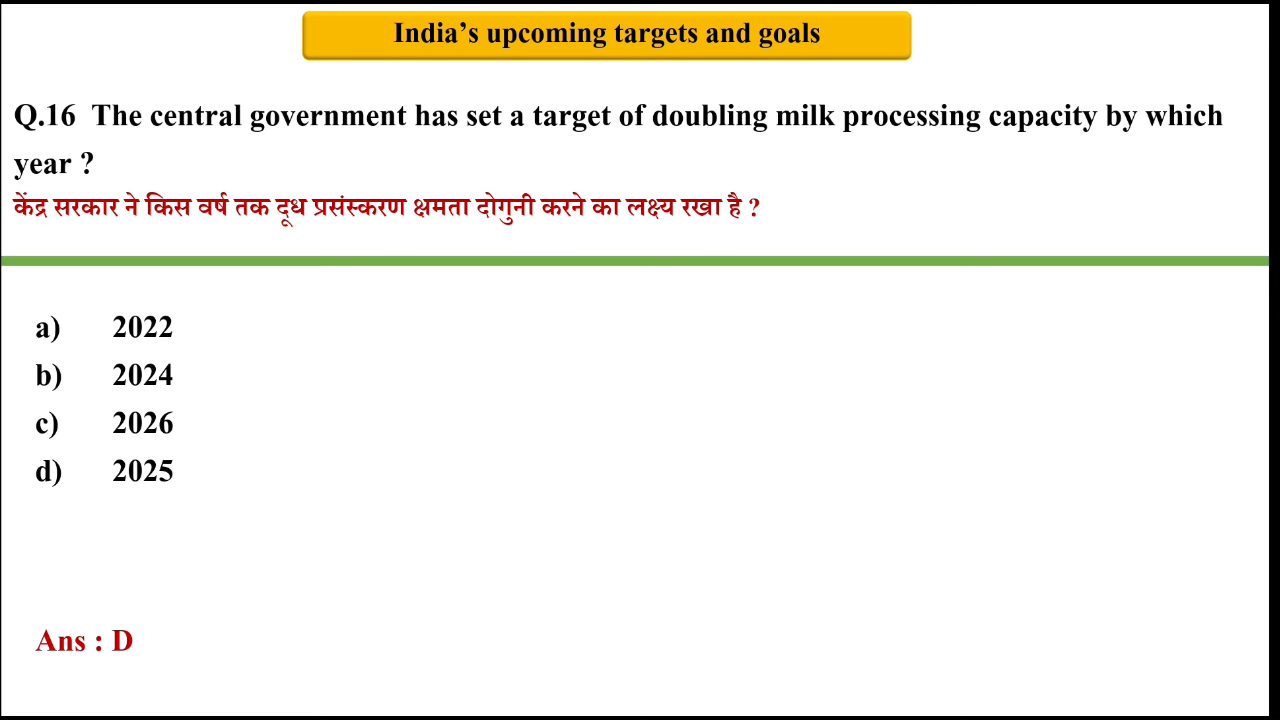 India’s upcoming targets and goals
Q.16 The central government has set a target of doubling milk processing capacity by which
year ?
केंद्र सरकार ने किस वर्ष तक दूध प्रसंस्करण क्षमता दोगुनी करने का लक्ष्य रखा है ?
a) 2022
b) 2024
c) 2026
d) 2025
Ans : D